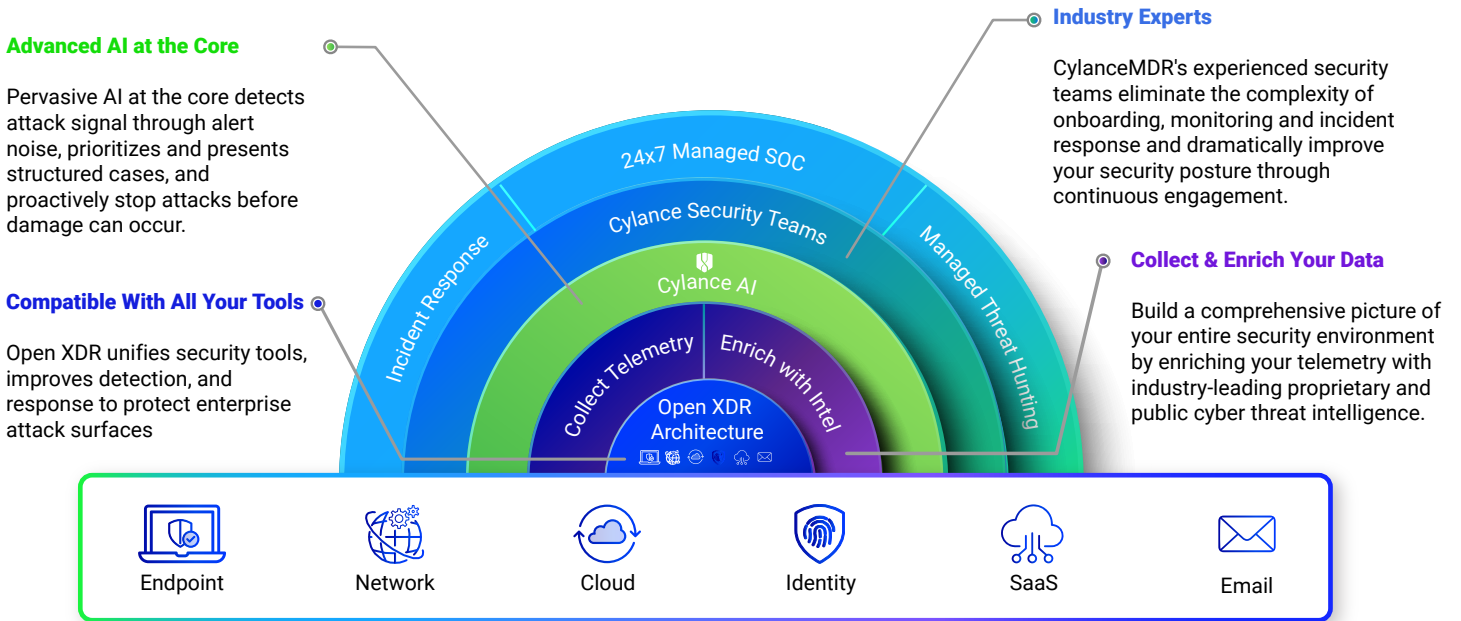 Advanced AI at the Core
Pervasive AI at the core detects
attack signal through alert
noise, prioritizes and presents
structured cases, and
proactively stop attacks before
damage can occur.
Compatible With All Your Tools
Open XDR unifies security tools,
improves detection, and
response to protect enterprise
attack surfaces
24x7 Managed SOC
Incident Response
Managed Threat Hunting
Cylance Security Teams
Cylance AI
Collect Telemetry
Enrich with Intel
Open XDR
Architecture
Industry Experts
CylanceMDR's experienced security
teams eliminate the complexity of
onboarding, monitoring and incident
response and dramatically improve
your security posture through
continuous engagement.
Collect & Enrich Your Data
Build a comprehensive picture of
your entire security environment
by enriching your telemetry with
industry-leading proprietary and
public cyber threat intelligence.
Endpoint
Network
Cloud
Identity
SaaS
Email